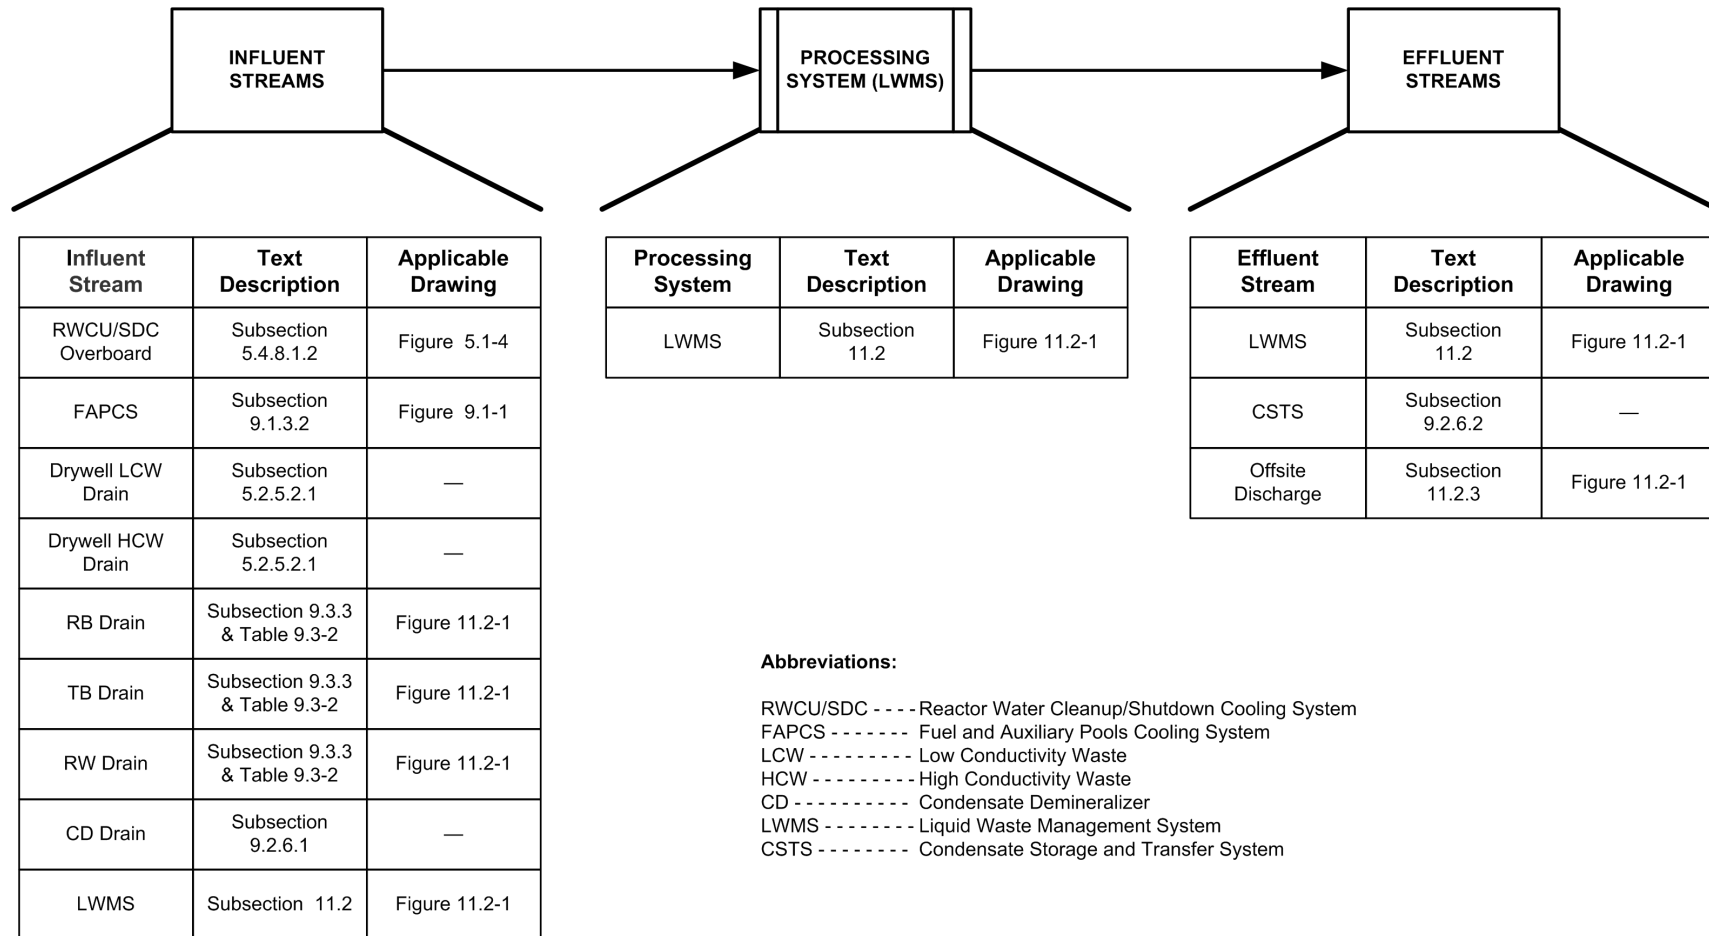 INFLUENT
STREAMS
PROCESSING
SYSTEM (LWMS)
EFFLUENT
STREAMS
Influent
Stream
Text
Description
Applicable
Drawing
RWCU/SDC
Overboard
Subsection
5.4.8.1.2
Figure 5.1-4
FAPCS
Subsection
9.1.3.2
Figure 9.1-1
Drywell LCW
Drain
Subsection
5.2.5.2.1
—
Drywell HCW
Drain
Subsection
5.2.5.2.1
—
RB Drain
Subsection 9.3.3
& Table 9.3-2
Figure 11.2-1
TB Drain
Subsection 9.3.3
& Table 9.3-2
Figure 11.2-1
RW Drain
Subsection 9.3.3
& Table 9.3-2
Figure 11.2-1
CD Drain
Subsection
9.2.6.1
—
LWMS
Subsection 11.2
Figure 11.2-1
Processing
System
Text
Description
Applicable
Drawing
LWMS
Subsection
11.2
Figure 11.2-1
Effluent
Stream
Text
Description
Applicable
Drawing
LWMS
Subsection
11.2
Figure 11.2-1
CSTS
Subsection
9.2.6.2
—
Offsite
Discharge
Subsection
11.2.3
Figure 11.2-1
Abbreviations:
RWCU/SDC - - - - Reactor Water Cleanup/Shutdown Cooling System
FAPCS - - - - - - - Fuel and Auxiliary Pools Cooling System
LCW - - - - - - - - - Low Conductivity Waste
HCW - - - - - - - - - High Conductivity Waste
CD - - - - - - - - - - Condensate Demineralizer
LWMS - - - - - - - - Liquid Waste Management System
CSTS - - - - - - - - Condensate Storage and Transfer System